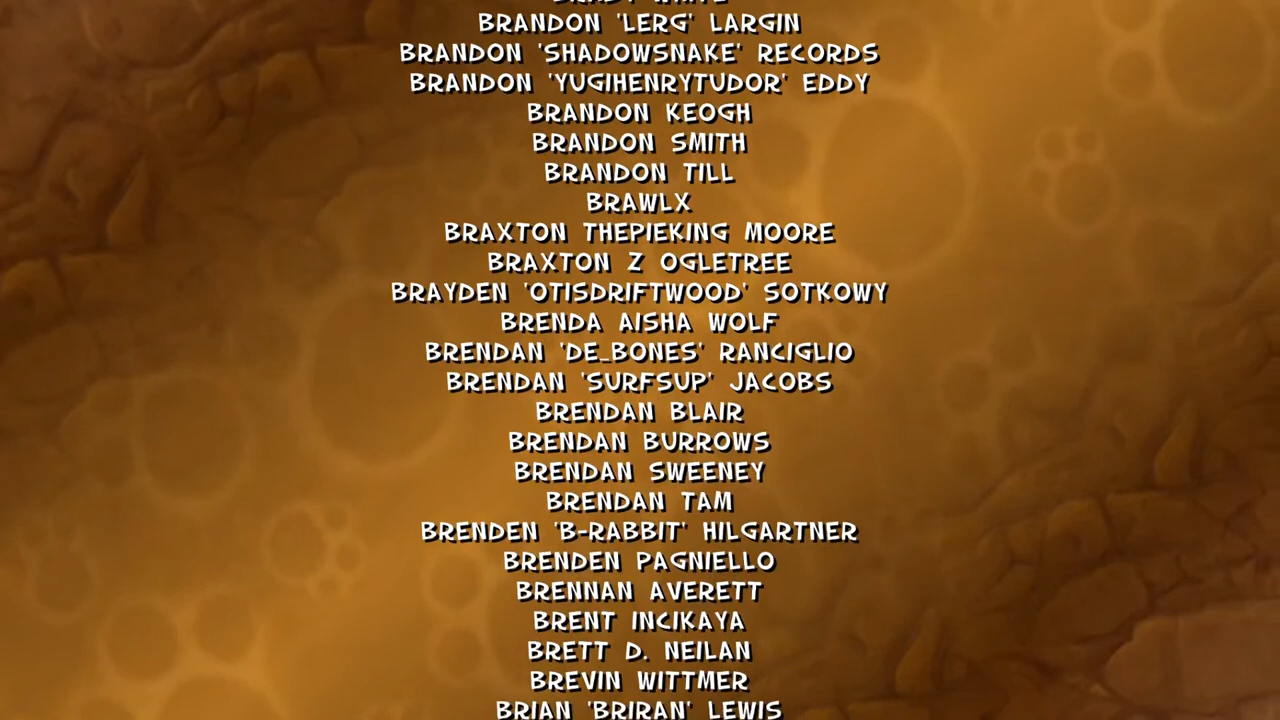 BRANDON 'LERG' LARGIN
BRANDON 'SHADOWSNAKE' RECORDS
BRANDON 'YUGIHENRYTUDOR' EDDY
BRANDON KEOGH
BRANDON SMITH
BRANDON TILL
BRAWLX
BRAXTON THEPIEKING MOORE
BRAXTON Z OGLETREE
BRAYDEN 'OTISDRIFTWOOD' SOTKOWY
BRENDA AISHA WOLF
BRENDAN 'DE_BONES' RANCIGLIO
BRENDAN 'SURFSUP' JACOBS
BRENDAN BLAIR
BRENDAN BURROWS
BRENDAN SWEENEY
BRENDAN TAM
BRENDEN 'B-RABBIT' HILGARTNER
BRENDEN PAGNIELLO
BRENNAN AVERETT
BRENT INCIKAYA
BRETT D. NEILAN
BREVIN WITTMER
BRIAN 'BRIRAN' LEWIS